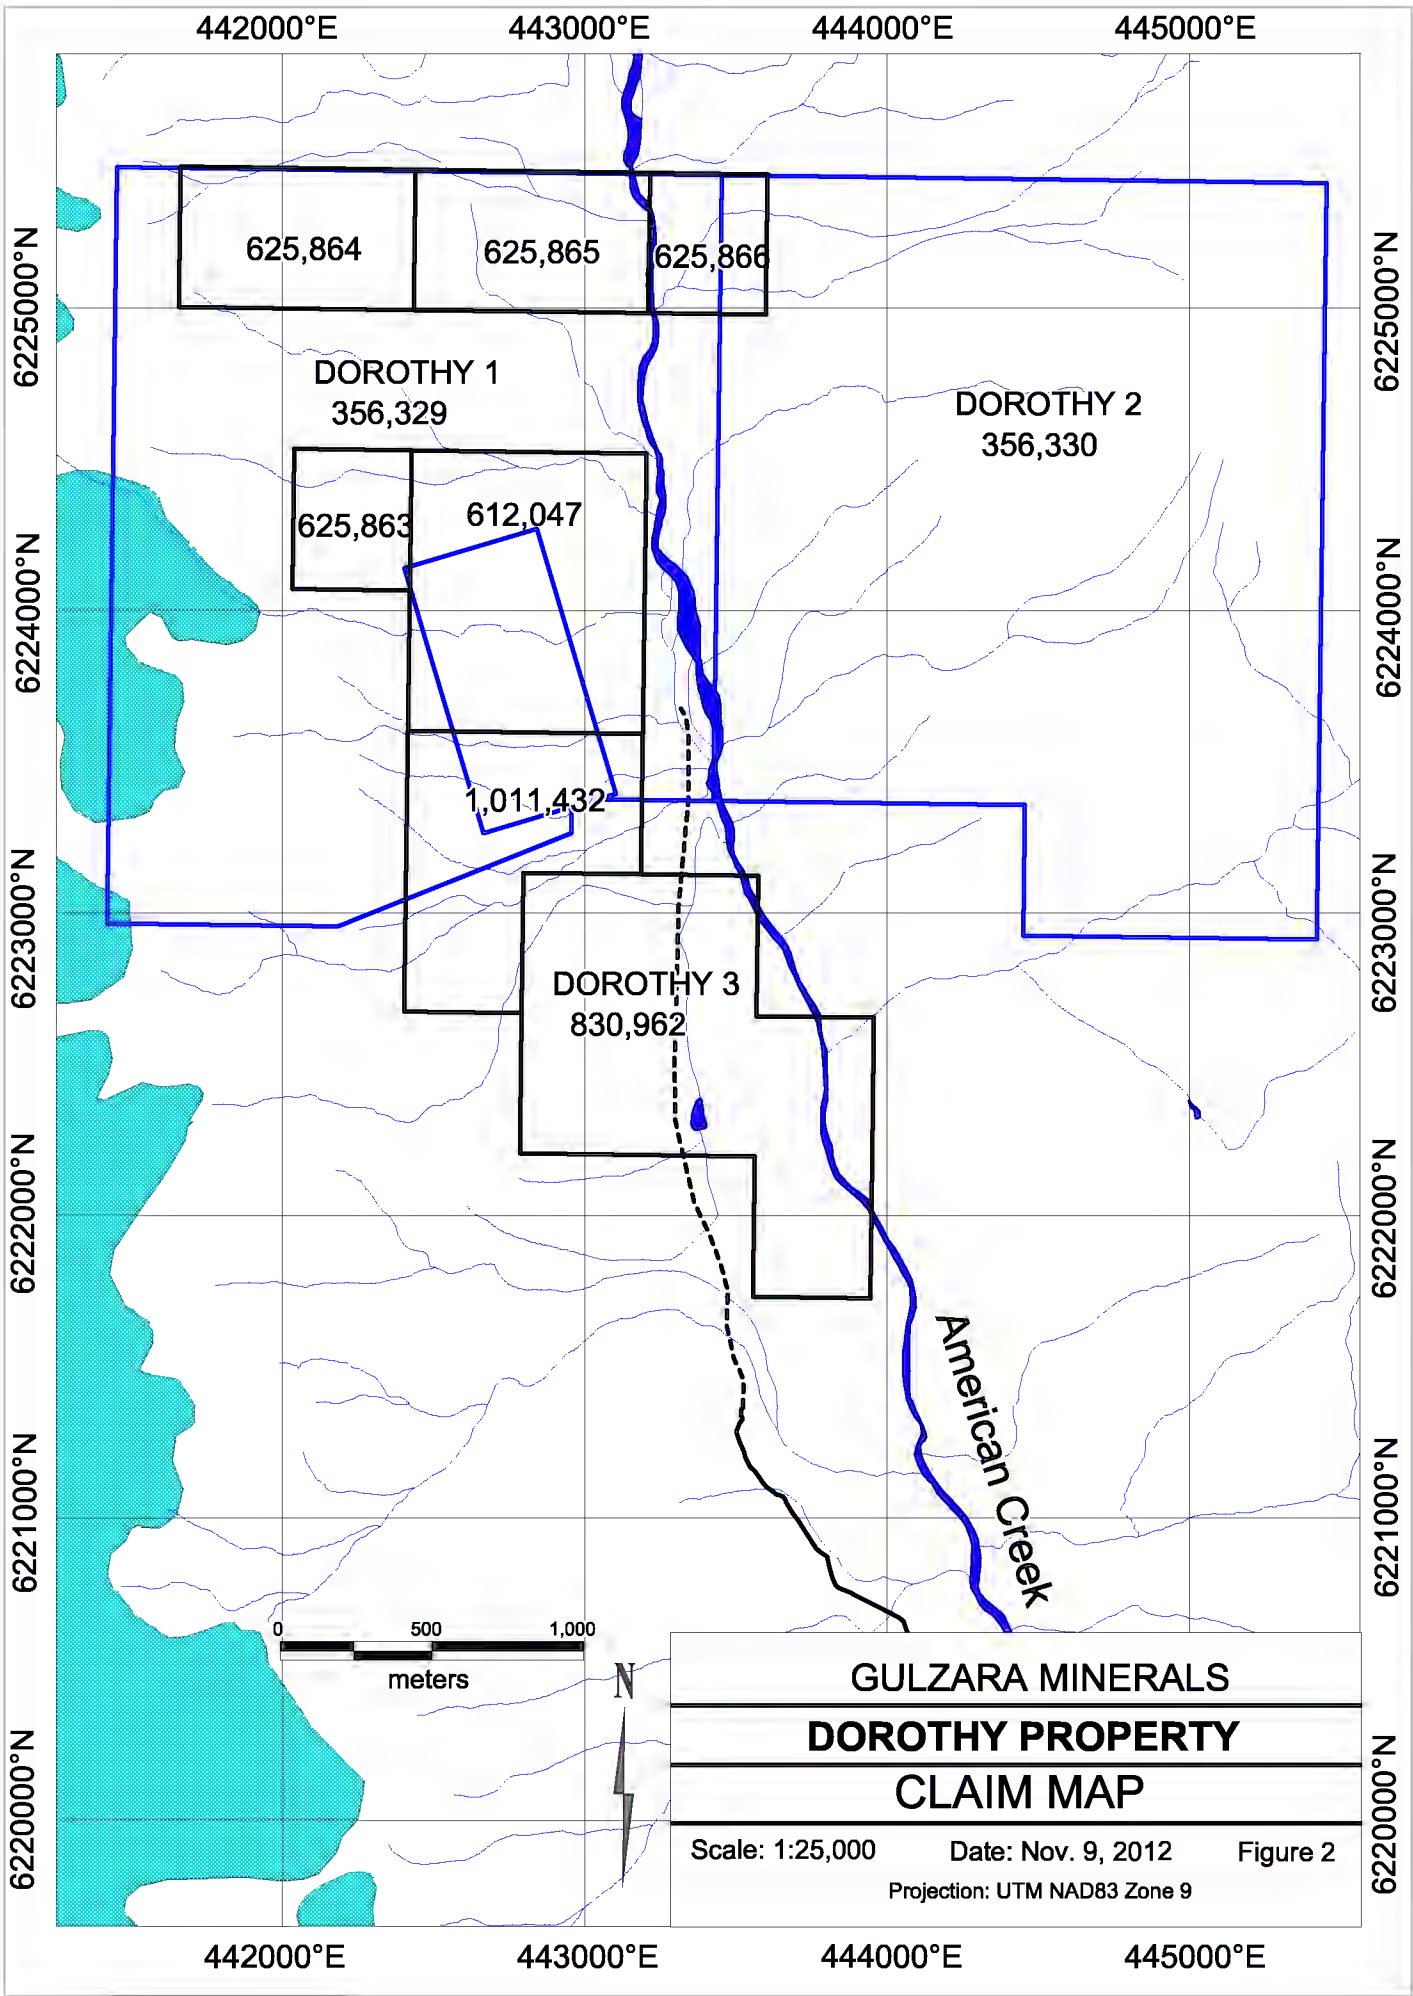 442000°E 443000°E 444000°E 445000°E
6225000°N
6225000°N
625,864
625,865
625,866
DOROTHY 1
356,329
DOROTHY 2
356,330
625,863
612,047
6224000°N
6224000°N
1,011,432
6223000°N
6223000°N
DOROTHY 3
830,962
6222000°N
6222000°N
American Creek
6221000°N
6221000°N
0 500 1,000
meters
N
GULZARA MINERALS
DOROTHY PROPERTY
CLAIM MAP
Scale: 1:25,000 Date: Nov. 9, 2012 Figure 2
Projection: UTM NAD83 Zone 9
6220000°N
6220000°N
442000°E 443000°E 444000°E 445000°E